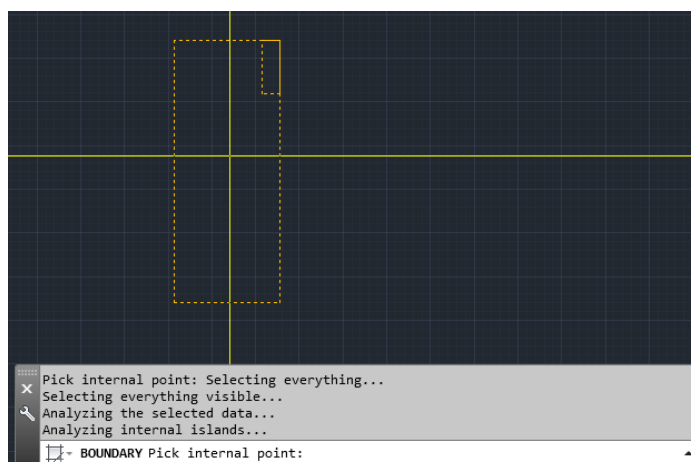 Pick internal point: Selecting everything...
Selecting everything visible...
Analyzing the selected data...
Analyzing internal islands...
BOUNDARY Pick internal point: